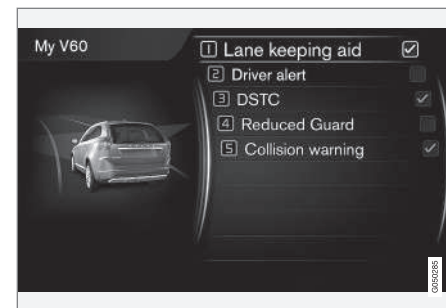 My V60
1 Lane keeping aid
2 Driver alert
3 DSTC
4 Reduced Guard
5 Collision warning
G050285